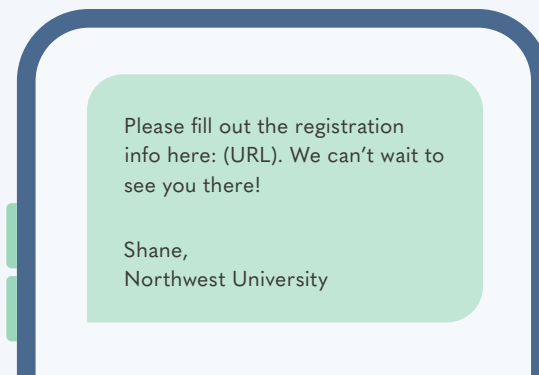 Please fill out the registration
info here: (URL). We can’t wait to
see you there!
Shane,
Northwest University